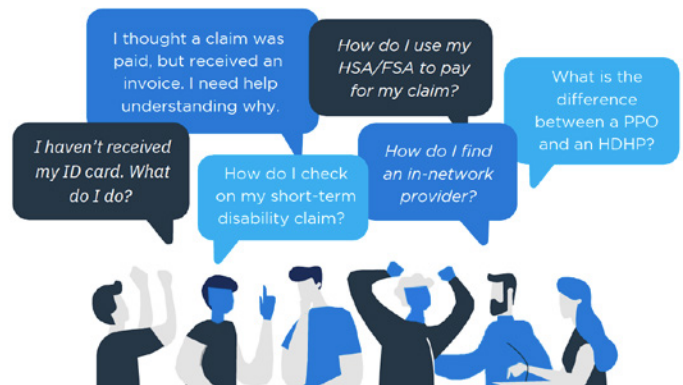 I thought a claim was
paid, but received an
invoice. I need help
understanding why.
How do I use my
HSA/FSA to pay
for my claim?
What is the
difference
between a PPO
and an HDHP?
I haven't received
my ID card. What
do I do?
How do I check
on my short-term
disability claim?
How do I find
an in-network
provider?